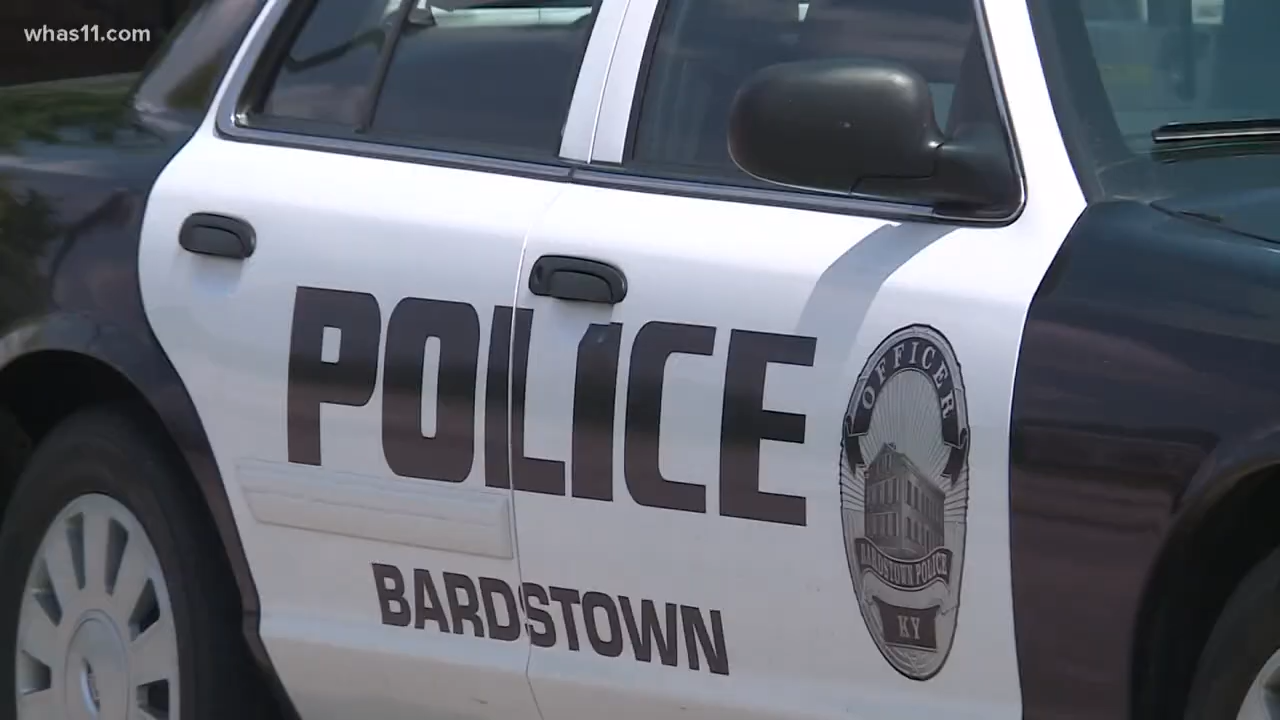 whas11.com
POLICE
BARDSTOWN
OFFICER
BARDSTOWN POLICE
KY